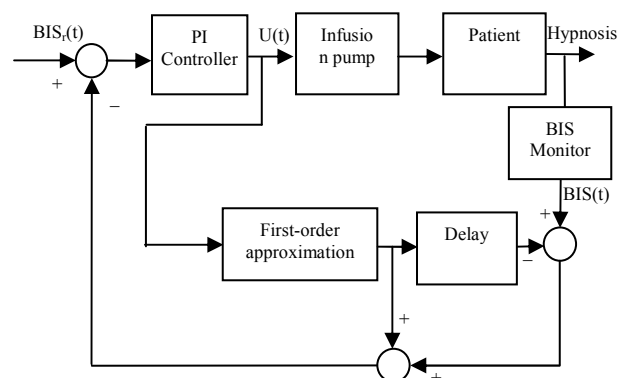 BISᵣ(t)
+
−
PI
Controller
U(t)
Infusio
n pump
Patient
Hypnosis
BIS
Monitor
BIS(t)
+
First-order
approximation
Delay
−
+
+